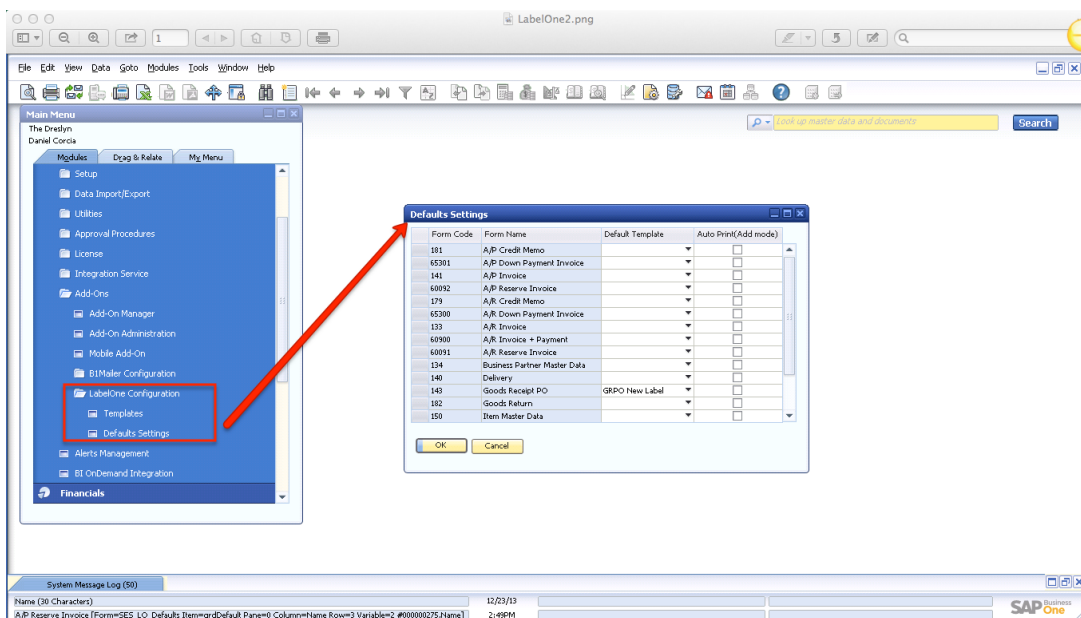 LabelOne2.png
1
5
File Edit View Data Goto Modules Tools Window Help
Main Menu
The Dreslyn
Daniel Corcia
Modules Drag & Relate My Menu
Setup
Data Import/Export
Utilities
Approval Procedures
License
Integration Service
Add-Ons
Add-On Manager
Add-On Administration
Mobile Add-On
B1Mailer Configuration
LabelOne Configuration
Templates
Defaults Settings
Alerts Management
BI OnDemand Integration
Financials
Look up master data and documents Search
Defaults Settings
Form Code Form Name Default Template Auto Print(Add mode)
181 A/P Credit Memo
65301 A/P Down Payment Invoice
141 A/P Invoice
60092 A/P Reserve Invoice
179 A/R Credit Memo
65300 A/R Down Payment Invoice
133 A/R Invoice
60900 A/R Invoice + Payment
60091 A/R Reserve Invoice
134 Business Partner Master Data
140 Delivery
143 Goods Receipt PO GRPO New Label
182 Goods Return
150 Item Master Data
OK Cancel
System Message Log (50)
Name (30 Characters) 12/23/13
A/P Reserve Invoice [Form=SES_LO_Defaults Item=grdDefault Pane=0 Column=Name Row=3 Variable=2 #000000275.Name] 2:49PM
SAP Business One